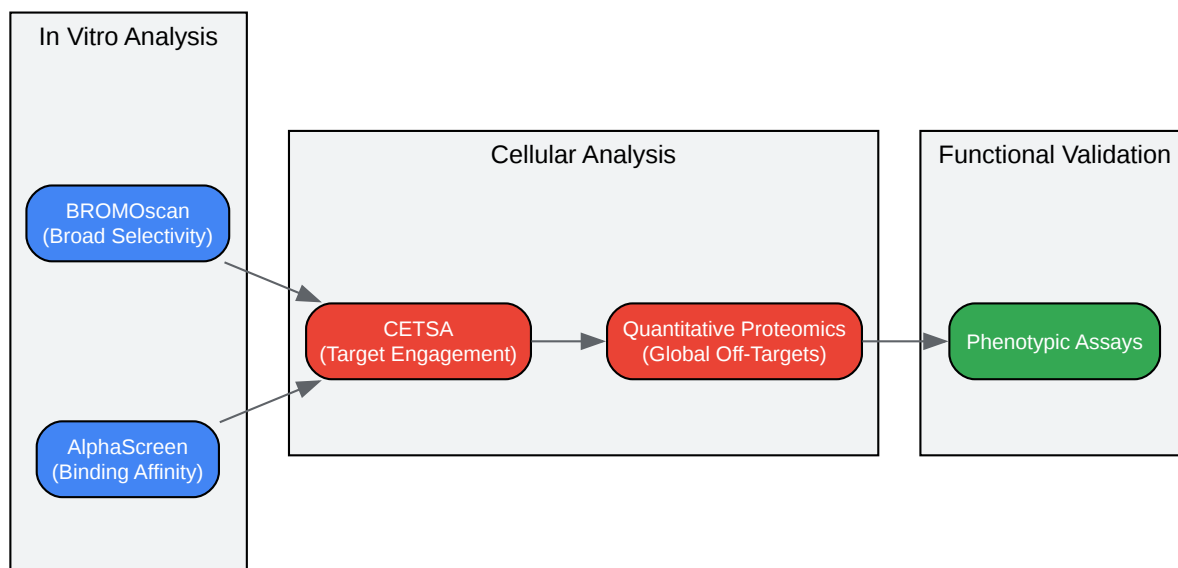 In Vitro Analysis
BROMOscan
(Broad Selectivity)
AlphaScreen
(Binding Affinity)
Cellular Analysis
CETSA
(Target Engagement)
Quantitative Proteomics
(Global Off-Targets)
Functional Validation
Phenotypic Assays